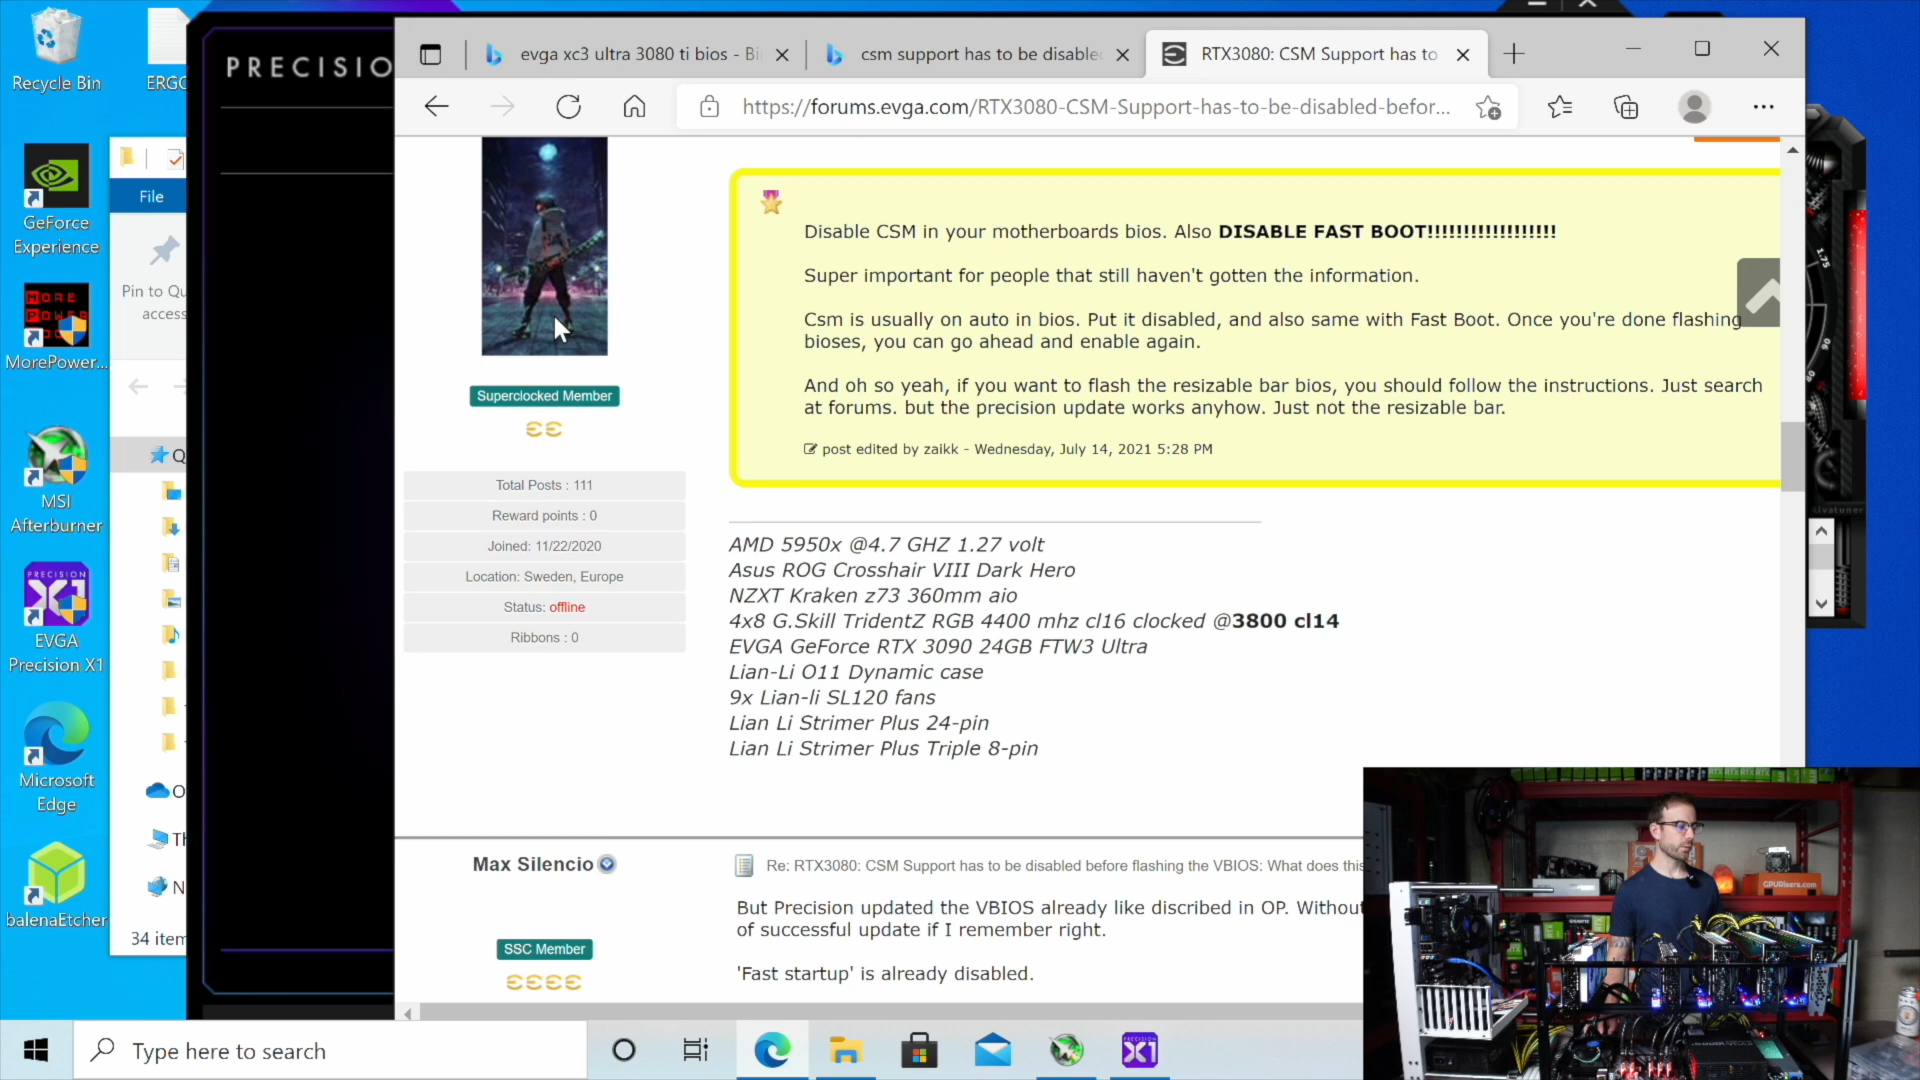 Recycle Bin
ERGO
GeForce
Experience
MORE
POWER
MorePower...
MSI
Afterburner
PRECISION
X1
EVGA
Precision X1
Microsoft
Edge
balenaEtcher
File
Pin to Qu
access
Q
O
Th
N
34 item
PRECISIO
evga xc3 ultra 3080 ti bios - Bi
csm support has to be disable
RTX3080: CSM Support has to
https://forums.evga.com/RTX3080-CSM-Support-has-to-be-disabled-befor...
Disable CSM in your motherboards bios. Also DISABLE FAST BOOT!!!!!!!!!!!!!!!!!!
Super important for people that still haven't gotten the information.
Csm is usually on auto in bios. Put it disabled, and also same with Fast Boot. Once you're done flashing
bioses, you can go ahead and enable again.
And oh so yeah, if you want to flash the resizable bar bios, you should follow the instructions. Just search
at forums. but the precision update works anyhow. Just not the resizable bar.
post edited by zaikk - Wednesday, July 14, 2021 5:28 PM
Superclocked Member
Total Posts : 111
Reward points : 0
Joined: 11/22/2020
Location: Sweden, Europe
Status: offline
Ribbons : 0
AMD 5950x @4.7 GHZ 1.27 volt
Asus ROG Crosshair VIII Dark Hero
NZXT Kraken z73 360mm aio
4x8 G.Skill TridentZ RGB 4400 mhz cl16 clocked @3800 cl14
EVGA GeForce RTX 3090 24GB FTW3 Ultra
Lian-Li O11 Dynamic case
9x Lian-li SL120 fans
Lian Li Strimer Plus 24-pin
Lian Li Strimer Plus Triple 8-pin
Max Silencio
SSC Member
Re: RTX3080: CSM Support has to be disabled before flashing the VBIOS: What does this
But Precision updated the VBIOS already like discribed in OP. Without
of successful update if I remember right.
'Fast startup' is already disabled.
1.75
90
80
Rivatuner
GPURisers.com
Type here to search
X1